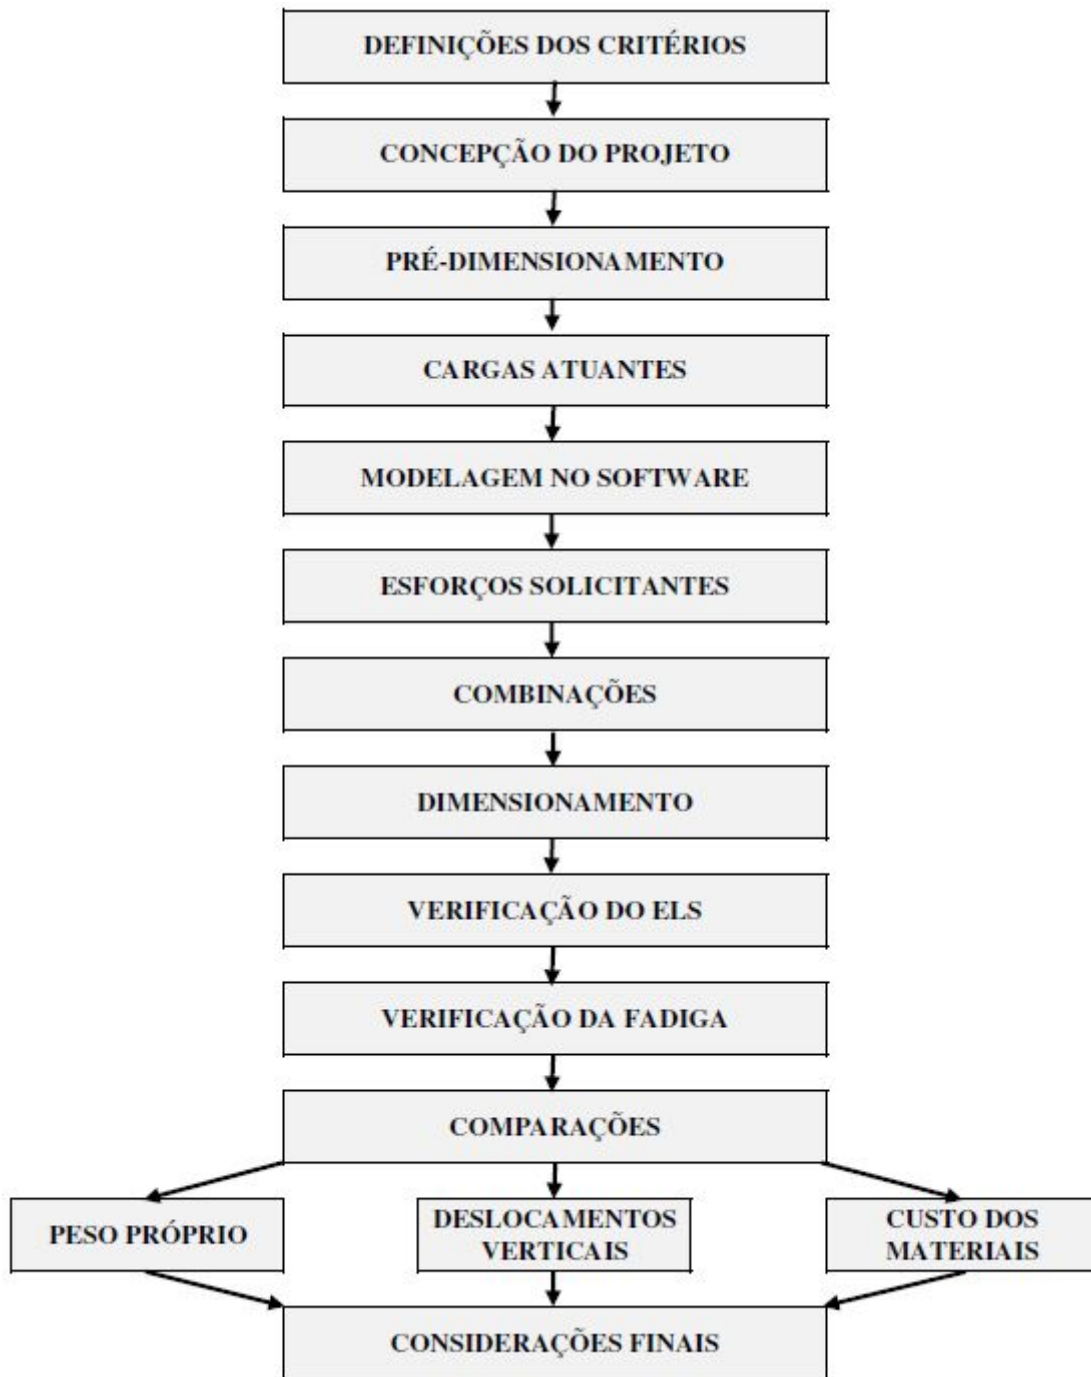 DEFINIÇÕES DOS CRITÉRIOS
CONCEPÇÃO DO PROJETO
PRÉ-DIMENSIONAMENTO
CARGAS ATUANTES
MODELAGEM NO SOFTWARE
ESFORÇOS SOLICITANTES
COMBINAÇÕES
DIMENSIONAMENTO
VERIFICAÇÃO DO ELS
VERIFICAÇÃO DA FADIGA
COMPARAÇÕES
PESO PRÓPRIO
DESLOCAMENTOS
VERTICAIS
CUSTO DOS
MATERIAIS
CONSIDERAÇÕES FINAIS